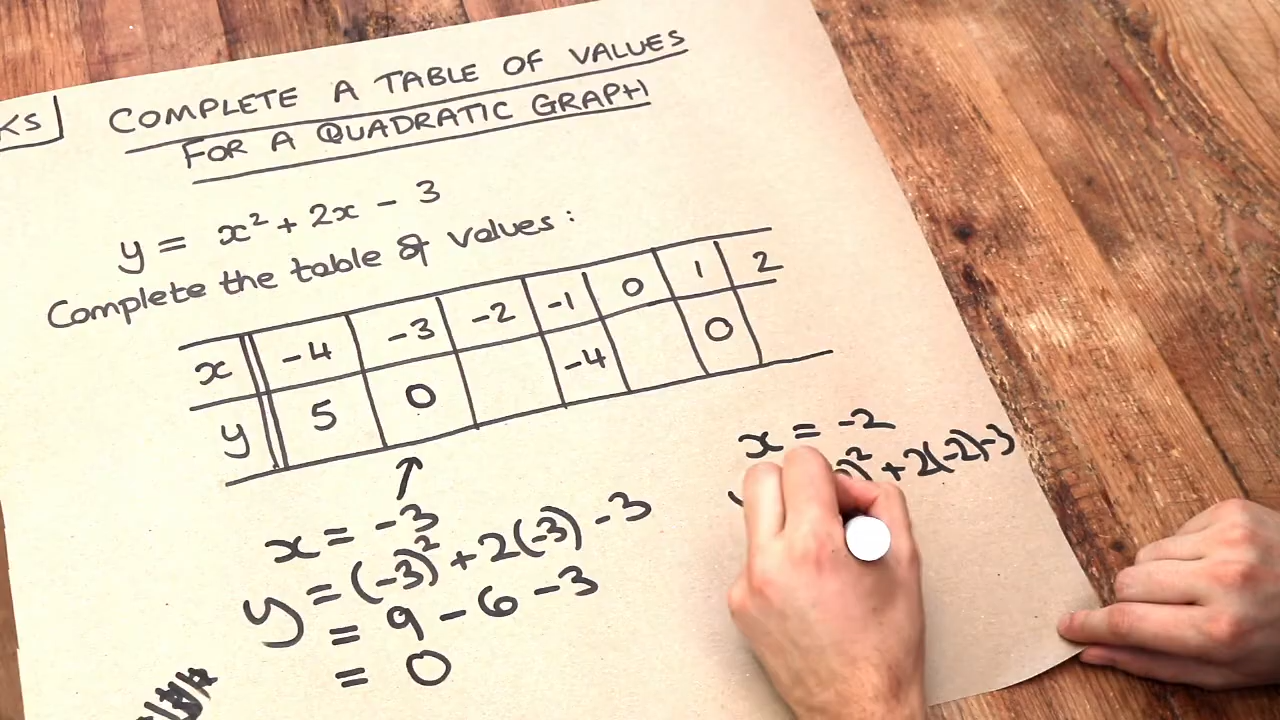 KS
COMPLETE A TABLE OF VALUES
FOR A QUADRATIC GRAPH
y = x² + 2x - 3
Complete the table of values:
x -4 -3 -2 -1 0 1 2
y 5 0 -4 0
x = -3
y = (-3)² + 2(-3) - 3
= 9 - 6 - 3
= 0
x = -2
)² + 2(-2) - 3